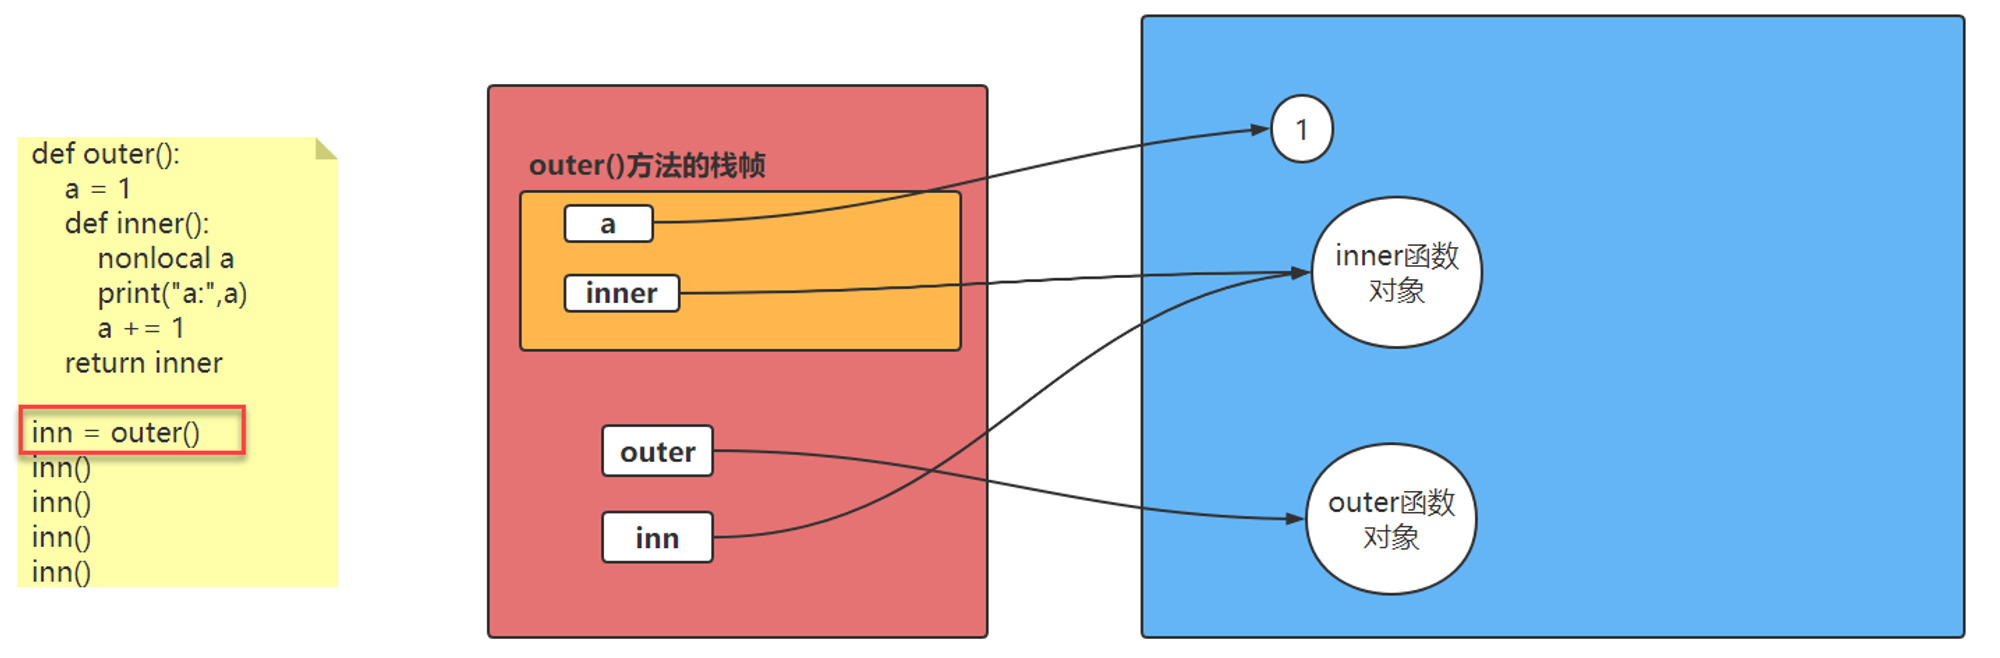 def outer():
a = 1
def inner():
nonlocal a
print("a:",a)
a += 1
return inner
inn = outer()
inn()
inn()
inn()
inn()
outer()方法的栈帧
a
inner
outer
inn
1
inner函数
对象
outer函数
对象